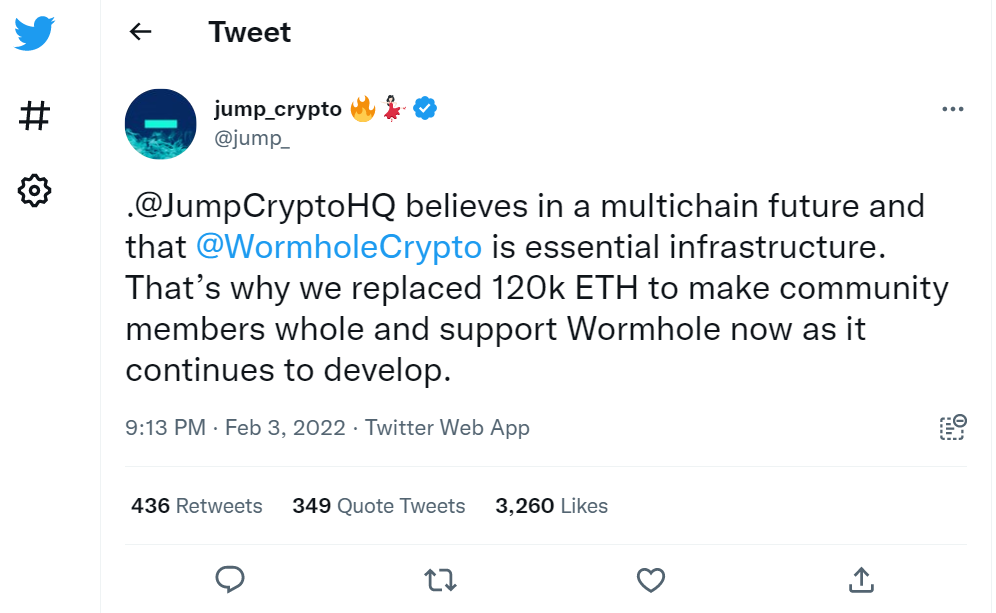 Tweet
jump_crypto 🔥💃🏻
@jump_
.@JumpCryptoHQ believes in a multichain future and
that @WormholeCrypto is essential infrastructure.
That’s why we replaced 120k ETH to make community
members whole and support Wormhole now as it
continues to develop.
9:13 PM · Feb 3, 2022 · Twitter Web App
436 Retweets 349 Quote Tweets 3,260 Likes